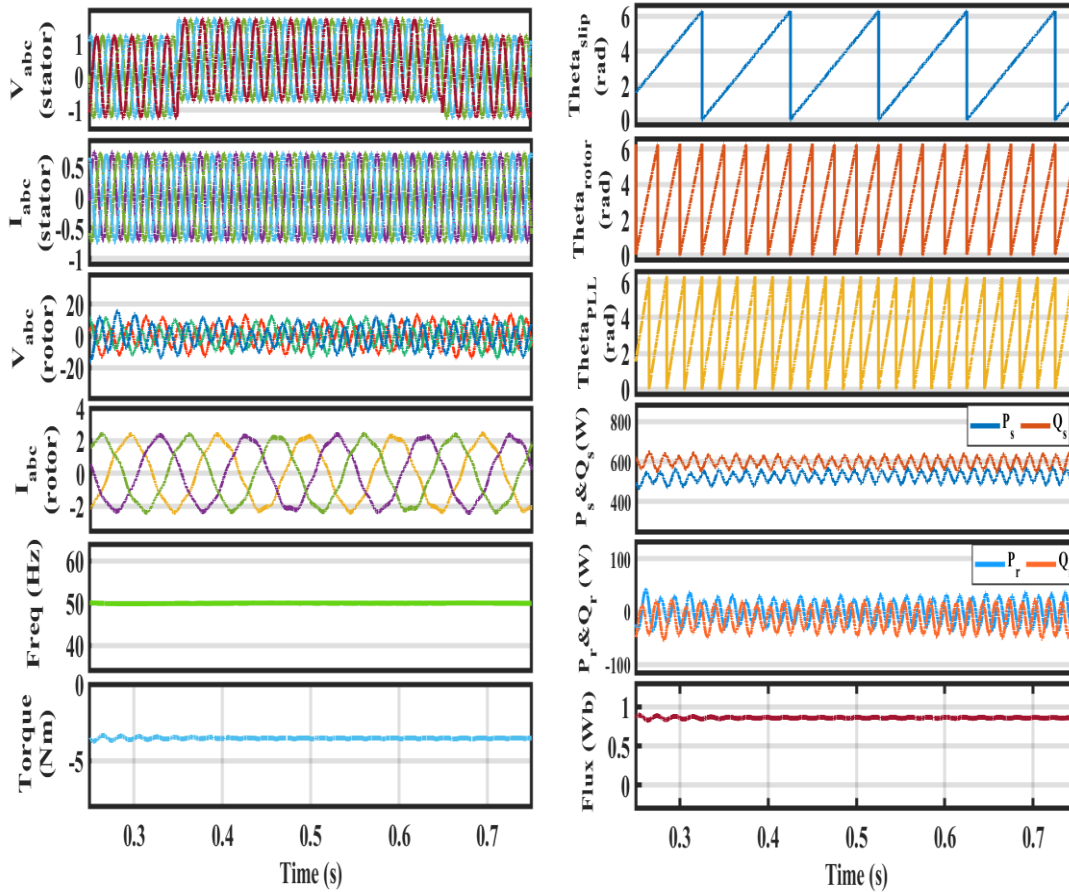 V_abc
(stator)
1
0
-1
I_abc
(stator)
0.5
0
-0.5
-1
V_abc
(rotor)
20
0
-20
I_abc
(rotor)
4
2
0
-2
Freq (Hz)
60
50
40
Torque
(Nm)
0
-5
0.3 0.4 0.5 0.6 0.7
Time (s)
Theta_slip
(rad)
6
4
2
0
Theta_rotor
(rad)
6
4
2
0
Theta_PLL
(rad)
6
4
2
0
P_s&Q_s(W)
800
600
400
P_s Q_s
P_r&Q_r (W)
100
0
-100
P_r Q
Flux (Wb)
1
0.5
0
0.3 0.4 0.5 0.6 0.7
Time (s)